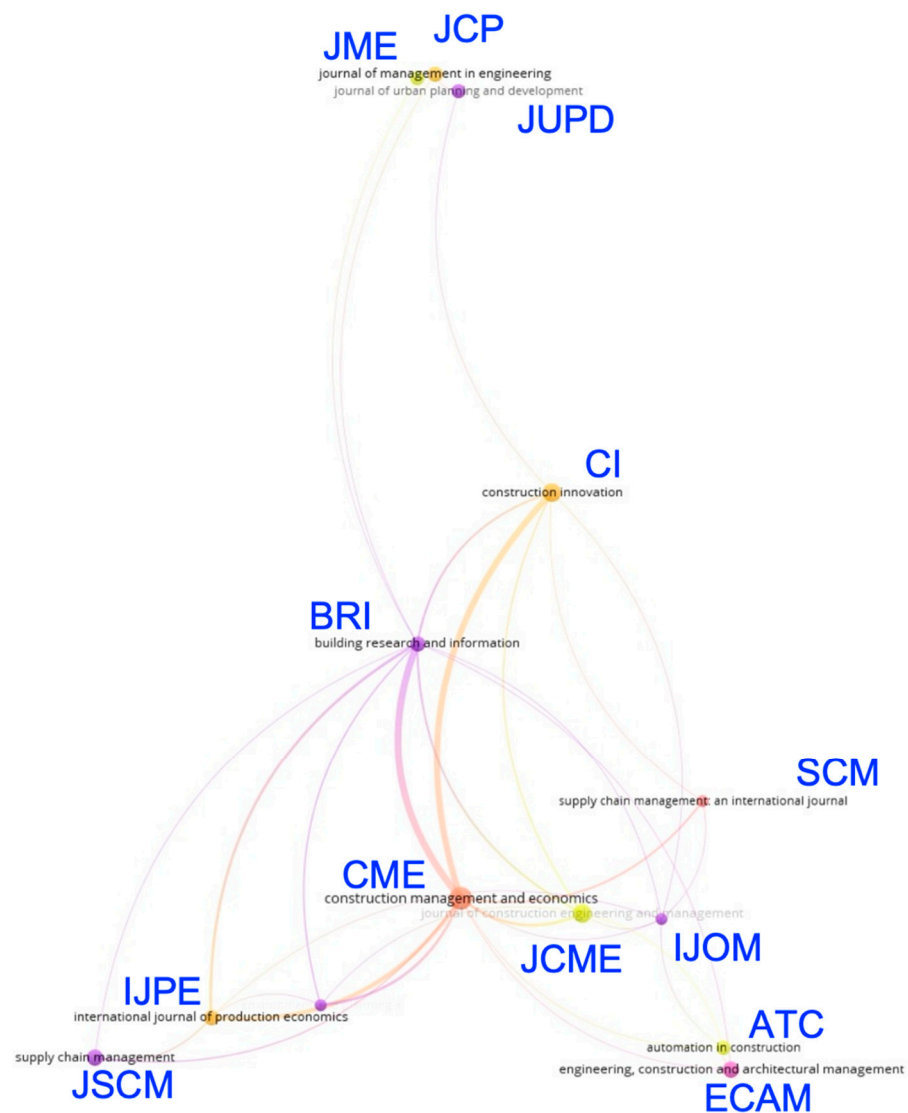 JCP
JME
journal of management in engineering
journal of urban planning and development
JUPD
CI
construction innovation
BRI
building research and information
SCM
supply chain management: an international journal
CME
construction management and economics
journal of construction engineering and management
JCME
IJOM
IJPE
international journal of production economics
ATC
automation in construction
supply chain management
JSCM
engineering, construction and architectural management
ECAM